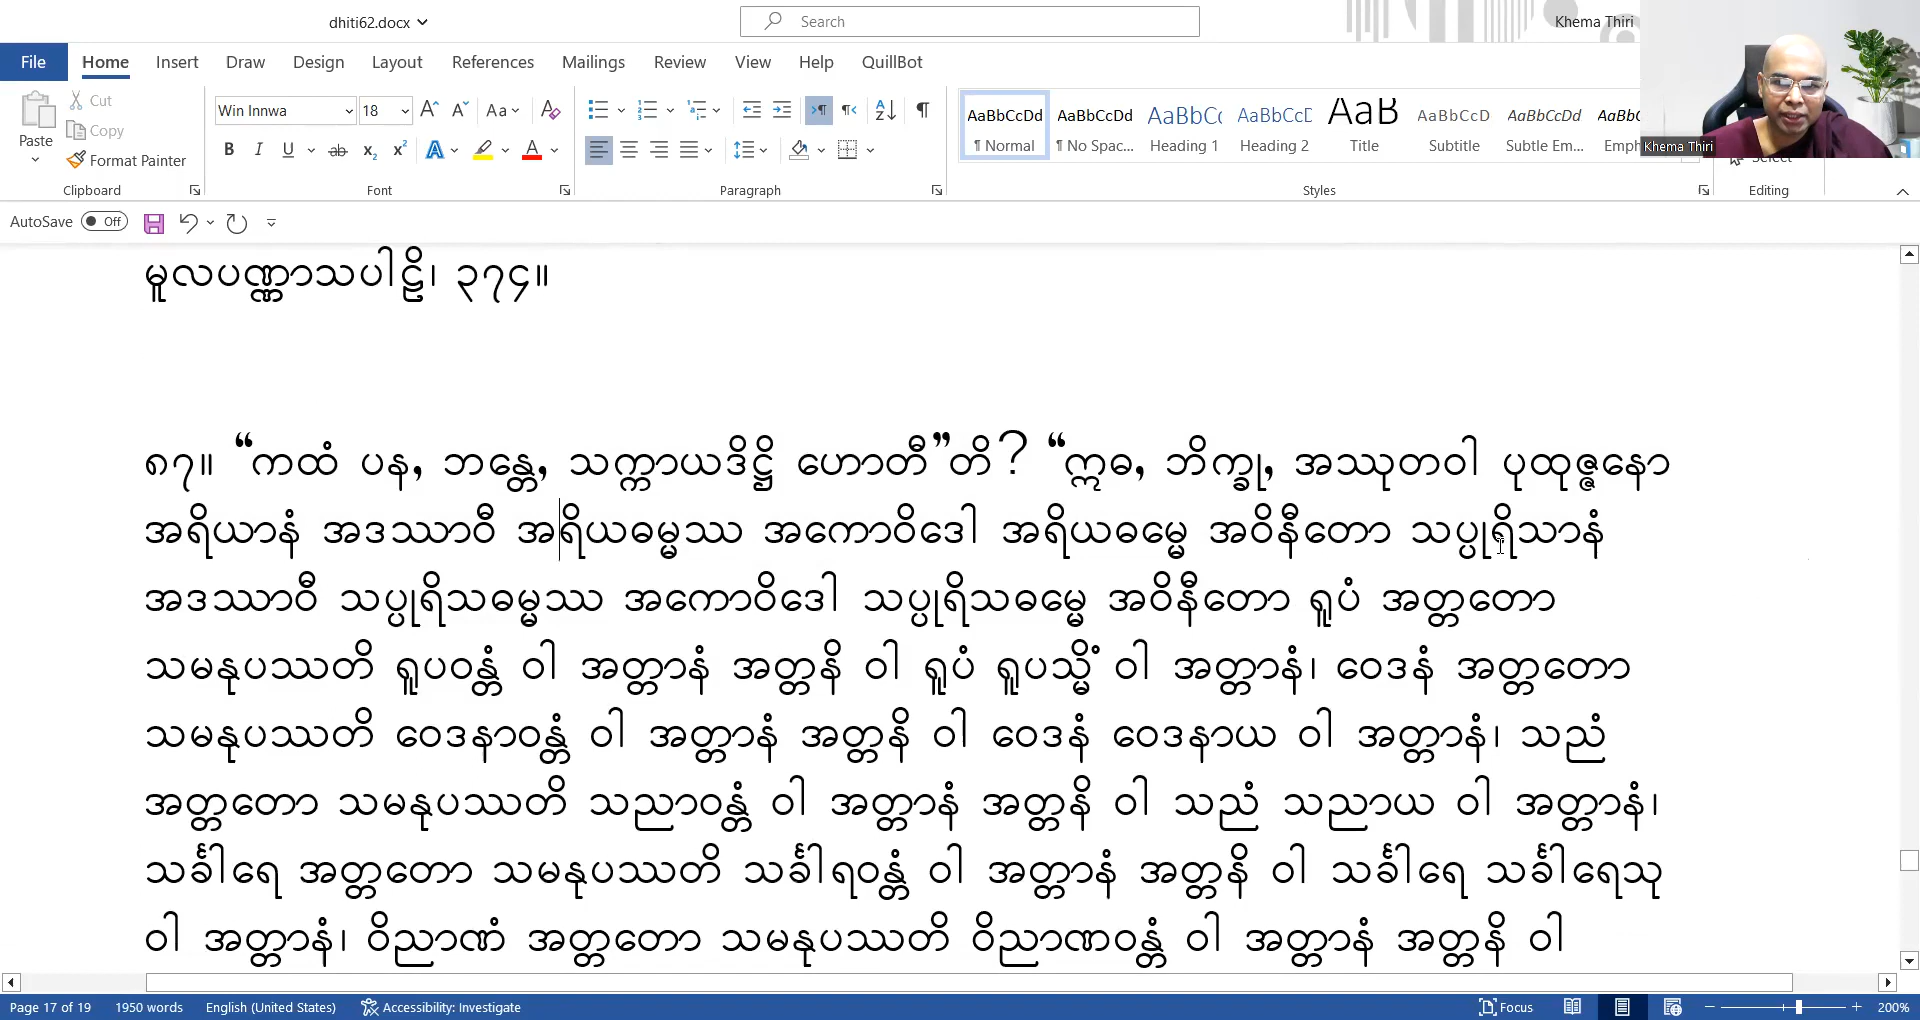 dhiti62.docx
Search
Khema Thiri
File Home Insert Draw Design Layout References Mailings Review View Help QuillBot
Cut
Copy
Paste
Format Painter
Clipboard
Win Innwa 18
Font
Paragraph
AaBbCcDd AaBbCcDd AaBbCc AaBbCcD AaB AaBbCcD AaBbCcDd AaBbC
¶ Normal ¶ No Spac... Heading 1 Heading 2 Title Subtitle Subtle Em... Emph
Styles
Select
Editing
Khema Thiri
AutoSave Off
မူလပဏ္ဏာသပါဠိ၊ ၃၇၄။
၈၇။ “ကထံ ပန, ဘန္တေ, သက္ကာယဒိဋ္ဌိ ဟောတီ”တိ? “ဣဓ, ဘိက္ခု, အဿုတဝါ ပုထုဇ္ဇနော
အရိယာနံ အဒဿာဝီ အရိယဓမ္မဿ အကောဝိဒေါ အရိယဓမ္မေ အဝိနီတော သပ္ပုရိသာနံ
အဒဿာဝီ သပ္ပုရိသဓမ္မဿ အကောဝိဒေါ သပ္ပုရိသဓမ္မေ အဝိနီတော ရူပံ အတ္တတော
သမနုပဿတိ ရူပဝန္တံ ဝါ အတ္တာနံ အတ္တနိ ဝါ ရူပံ ရူပသ္မိံ ဝါ အတ္တာနံ၊ ဝေဒနံ အတ္တတော
သမနုပဿတိ ဝေဒနာဝန္တံ ဝါ အတ္တာနံ အတ္တနိ ဝါ ဝေဒနံ ဝေဒနာယ ဝါ အတ္တာနံ၊ သညံ
အတ္တတော သမနုပဿတိ သညာဝန္တံ ဝါ အတ္တာနံ အတ္တနိ ဝါ သညံ သညာယ ဝါ အတ္တာနံ၊
သင်္ခါရေ အတ္တတော သမနုပဿတိ သင်္ခါရဝန္တံ ဝါ အတ္တာနံ အတ္တနိ ဝါ သင်္ခါရေ သင်္ခါရေသု
ဝါ အတ္တာနံ၊ ဝိညာဏံ အတ္တတော သမနုပဿတိ ဝိညာဏဝန္တံ ဝါ အတ္တာနံ အတ္တနိ ဝါ
Page 17 of 19 1950 words English (United States) Accessibility: Investigate Focus 200%